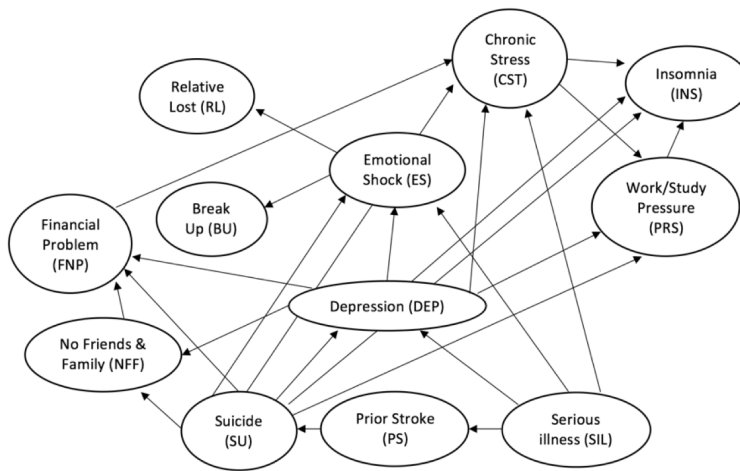 Chronic
Stress
(CST)
Insomnia
(INS)
Relative
Lost (RL)
Emotional
Shock (ES)
Work/Study
Pressure
(PRS)
Break
Up (BU)
Financial
Problem
(FNP)
Depression (DEP)
No Friends &
Family (NFF)
Suicide
(SU)
Prior Stroke
(PS)
Serious
illness (SIL)